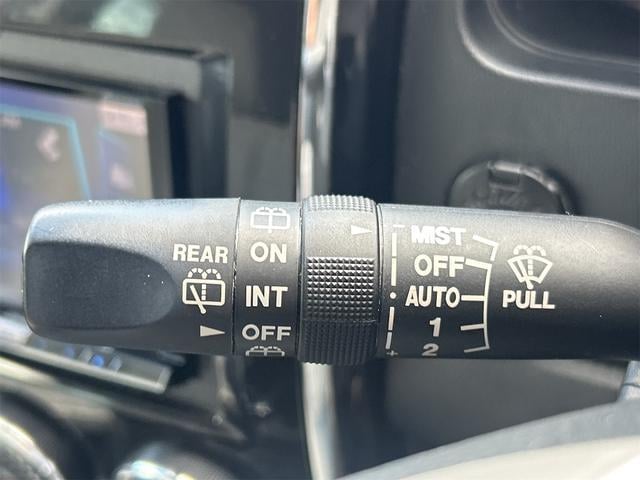 REAR
ON
INT
OFF
MIST
OFF
AUTO
1
2
PULL
- +